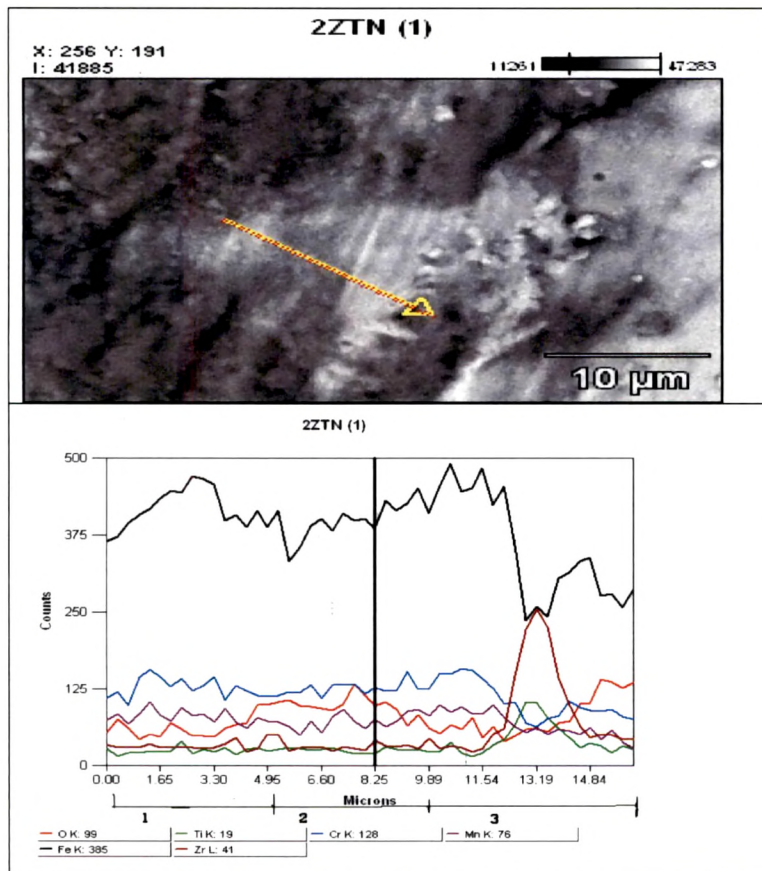 2ZTN (1)
X: 256 Y: 191
I: 41885
11261 47283
10 µm
2ZTN (1)
500
375
250
125
0
Counts
0.00 1.65 3.30 4.95 6.60 8.25 9.89 11.54 13.19 14.84
Microns
1 2 3
O K: 99 Ti K: 19 Cr K: 128 Mn K: 76
Fe K: 385 Zr L: 41